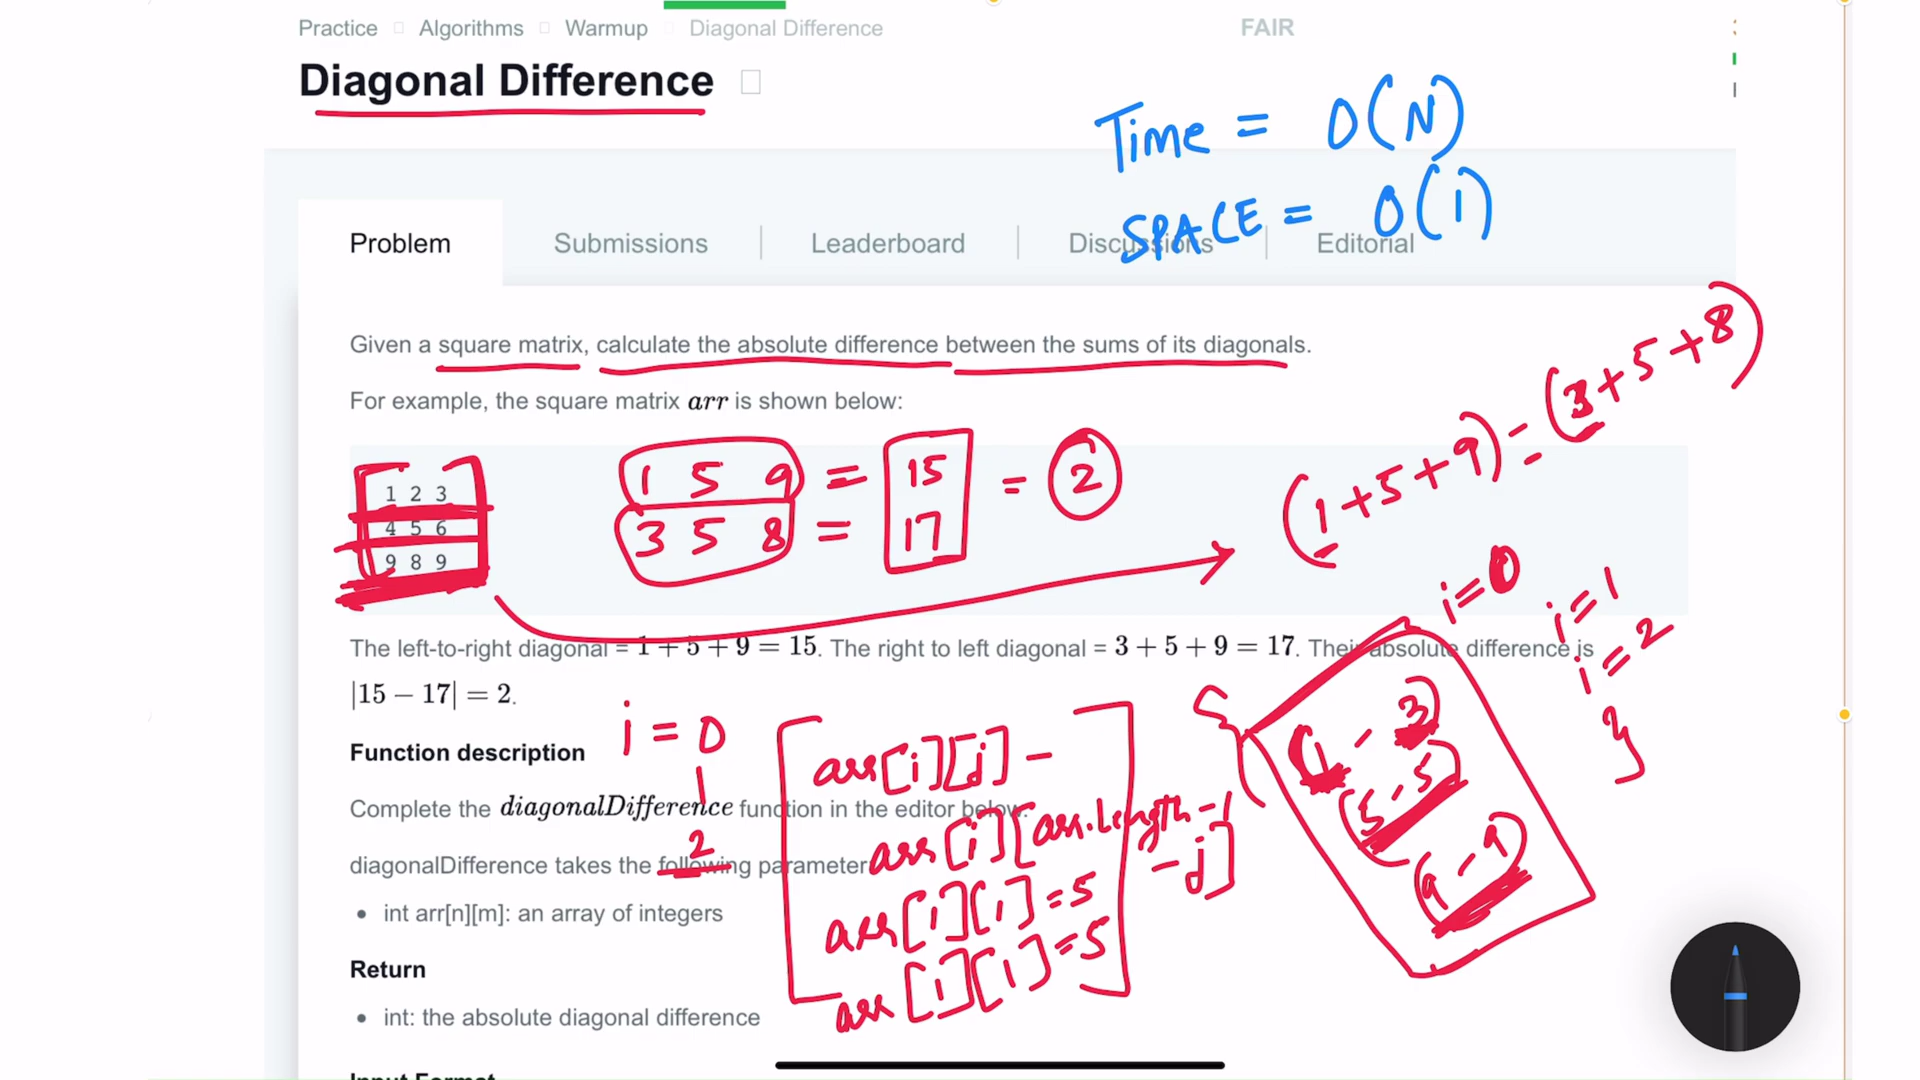 Practice Algorithms Warmup Diagonal Difference
FAIR
Diagonal Difference
Time = O(N)
SPACE = O(1)
Problem Submissions Leaderboard Discussions Editorial
Given a square matrix, calculate the absolute difference between the sums of its diagonals.
For example, the square matrix arr is shown below:
1 2 3
4 5 6
9 8 9
1 5 9 = 15
3 5 8 = 17
= 2
(1+5+9) = (3+5+8)
i=0
i=1
i=2
}
The left-to-right diagonal = 1 + 5 + 9 = 15. The right to left diagonal = 3 + 5 + 9 = 17. Their absolute difference is
|15 − 17| = 2.
i = 0
1
2
Function description
Complete the diagonalDifference function in the editor below.
diagonalDifference takes the following parameter
int arr[n][m]: an array of integers
Return
int: the absolute diagonal difference
arr[i][j] -
arr[i][arr.length-1
-j]
arr[i][i]=5
arr[i][i]=5
{
(1 - 3)
(5-5)
(9-9)
Input Format